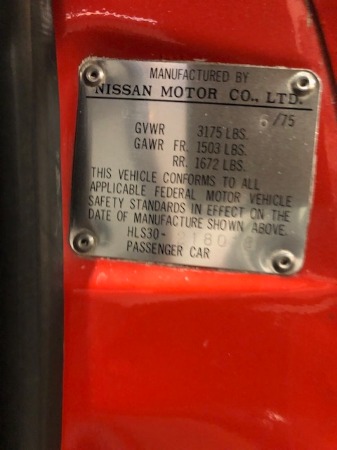 MANUFACTURED BY
NISSAN MOTOR CO., LTD.
6/75
GVWR 3175 LBS.
GAWR FR. 1503 LBS.
RR. 1672 LBS.
THIS VEHICLE CONFORMS TO ALL
APPLICABLE FEDERAL MOTOR VEHICLE
SAFETY STANDARDS IN EFFECT ON THE
DATE OF MANUFACTURE SHOWN ABOVE.
HLS30-
PASSENGER CAR